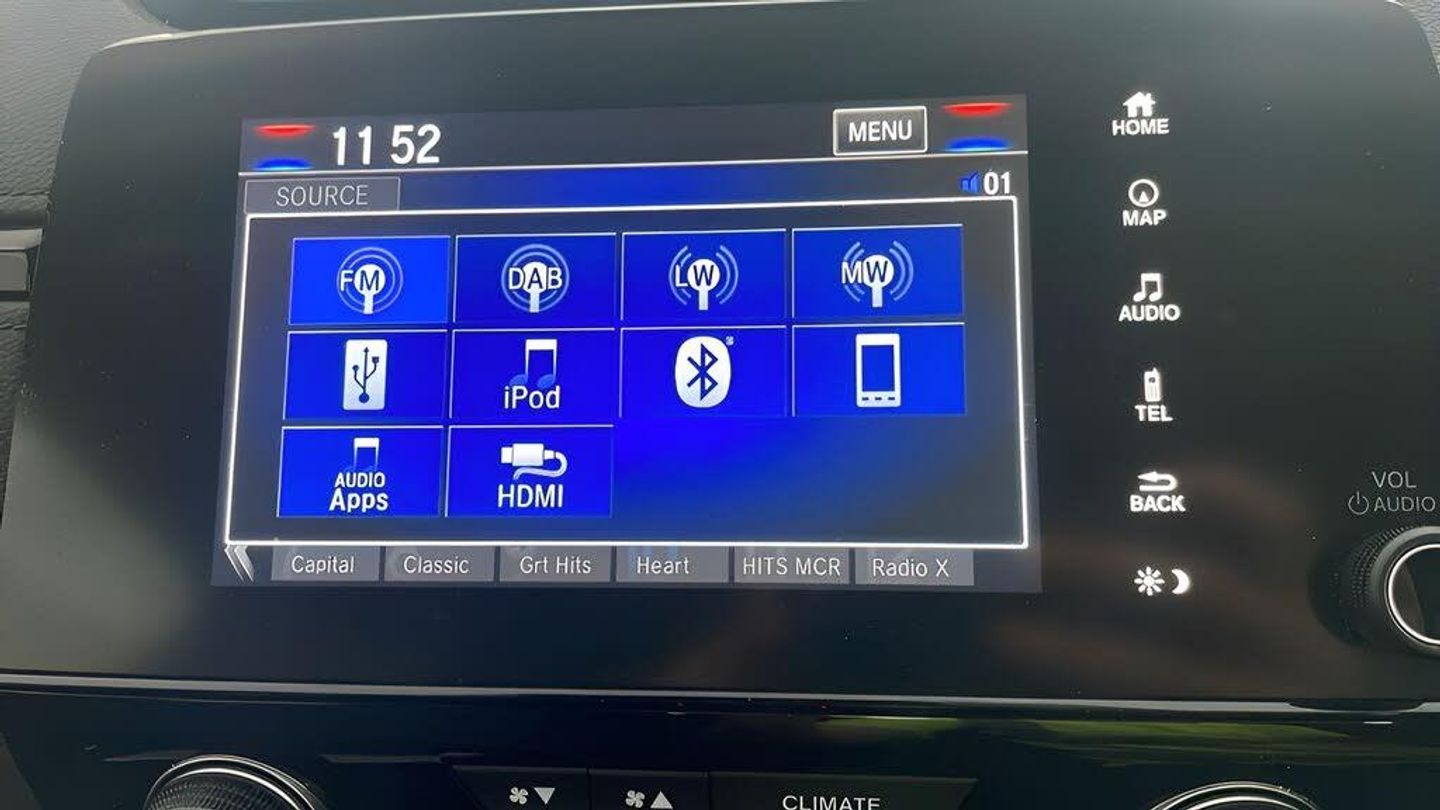 11 52
MENU
SOURCE
01
FM
DAB
LW
MW
iPod
AUDIO
Apps
HDMI
Capital
Classic
Grt Hits
Heart
HITS MCR
Radio X
HOME
MAP
AUDIO
TEL
BACK
VOL
AUDIO
CLIMATE